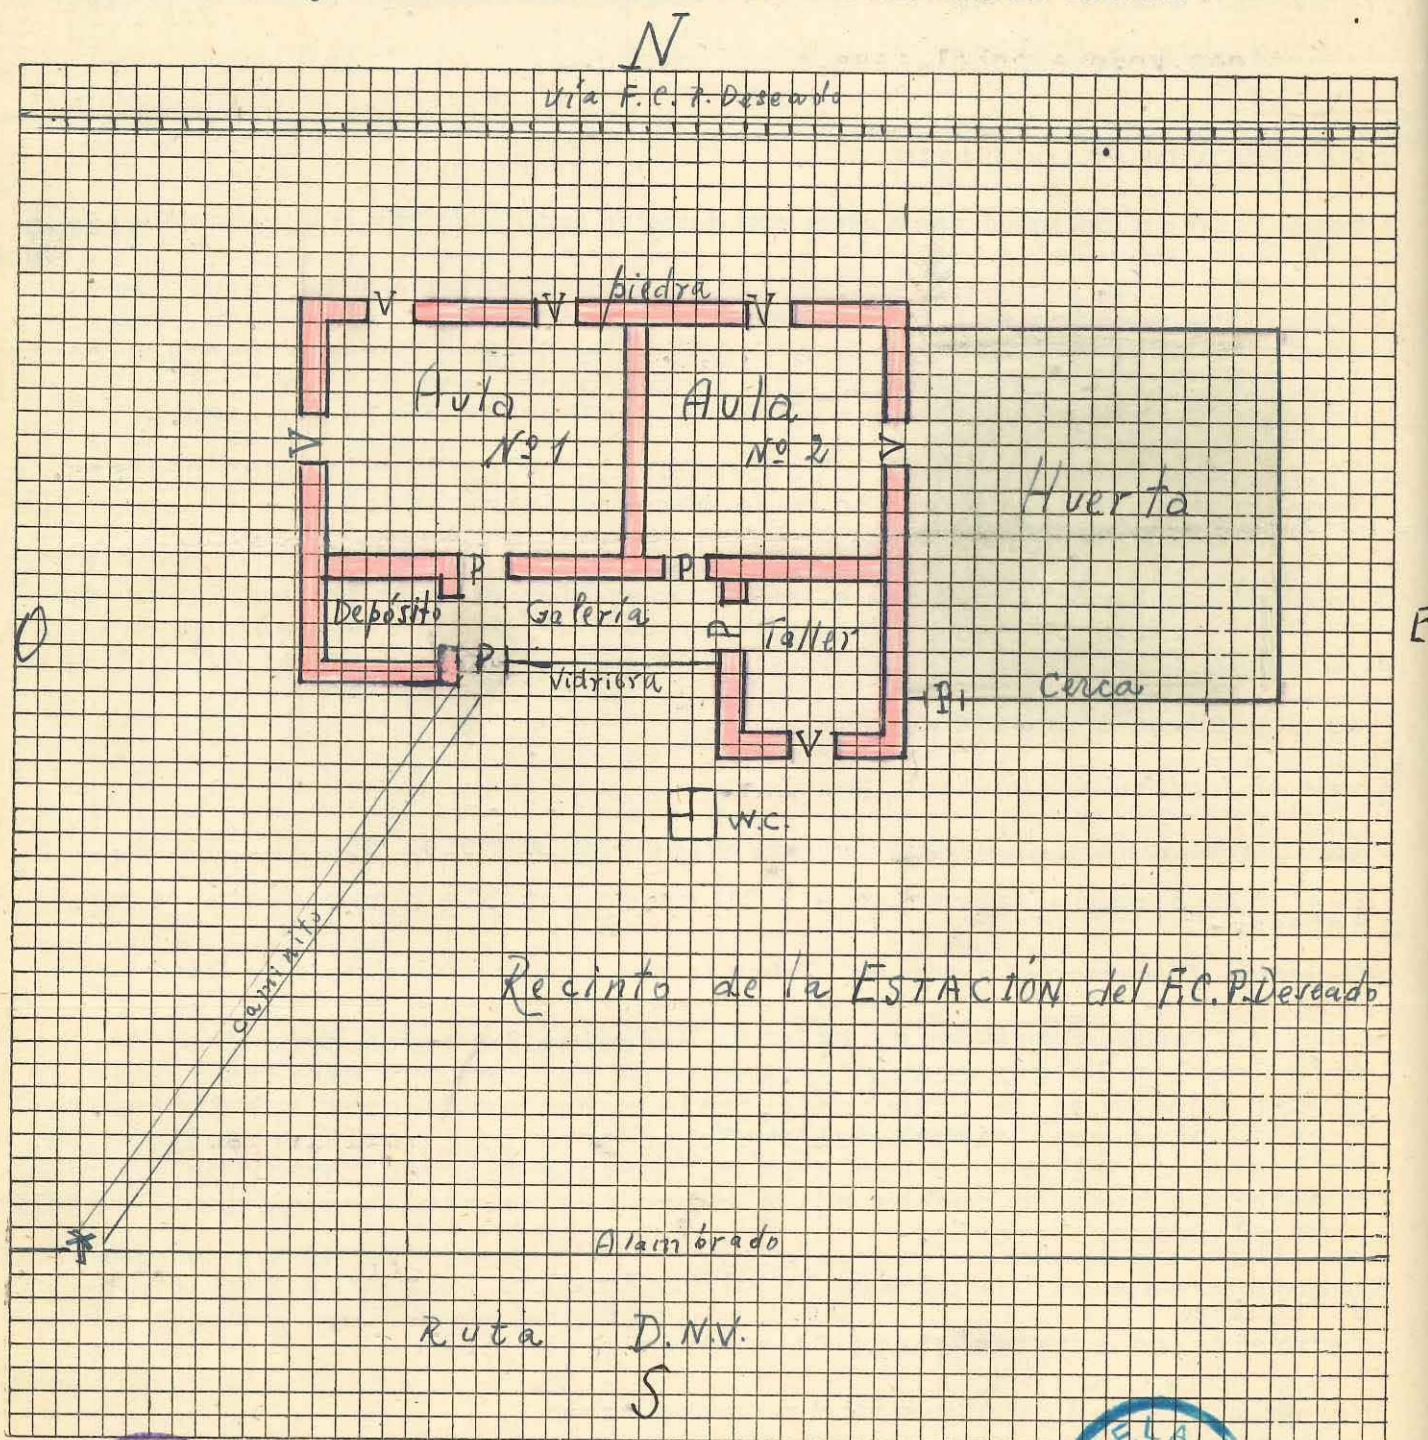 N
Vía F.C.P. Deseado
piedra
V V V
Aula Nº 1
Aula Nº 2
V V
Huerta
P P
Depósito
Galería
P
Taller
O
E
P
Vidriera
P
Cerca
V
W.C.
caminito
Recinto de la ESTACIÓN del F.C.P. Deseado
Alambrado
Ruta D.N.V.
S
ELA